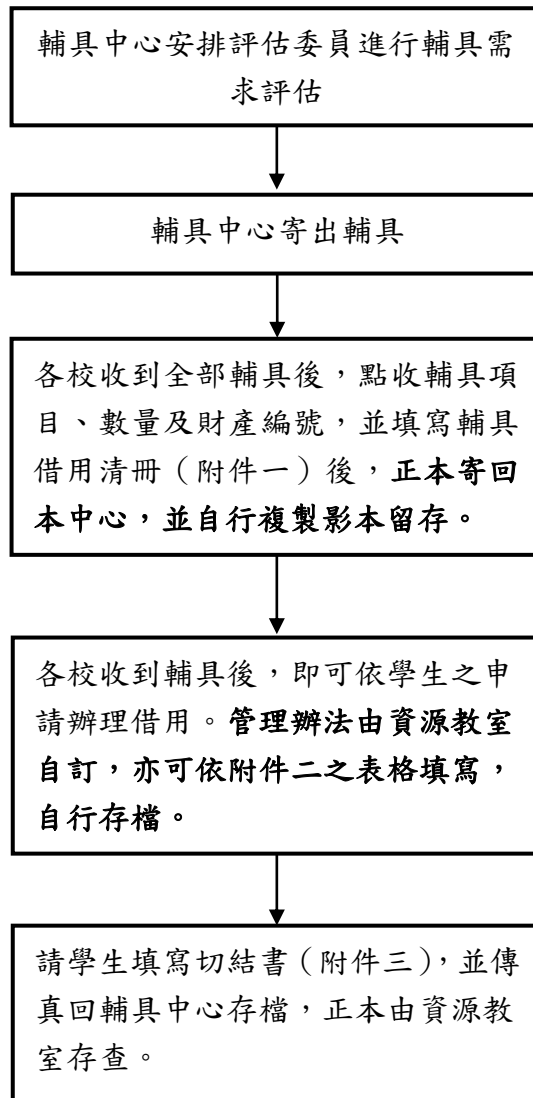 輔具中心安排評估委員進行輔具需
求評估
輔具中心寄出輔具
各校收到全部輔具後，點收輔具項
目、數量及財產編號，並填寫輔具
借用清冊（附件一）後，正本寄回
本中心，並自行複製影本留存。
各校收到輔具後，即可依學生之申
請辦理借用。管理辦法由資源教室
自訂，亦可依附件二之表格填寫，
自行存檔。
請學生填寫切結書（附件三），並傳
真回輔具中心存檔，正本由資源教
室存查。